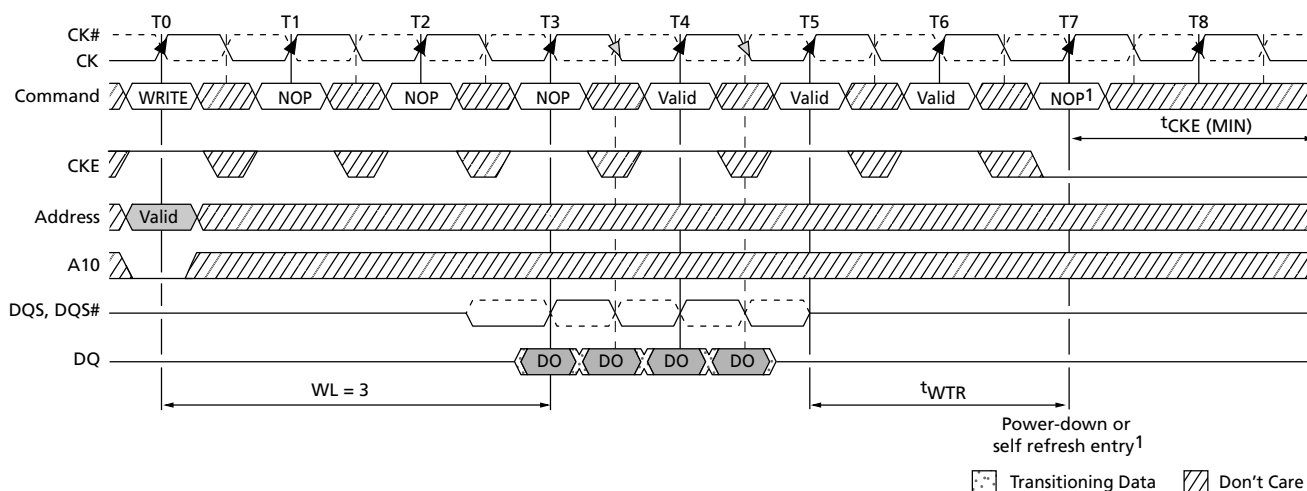 T0 T1 T2 T3 T4 T5 T6 T7 T8
CK#
CK
Command WRITE NOP NOP NOP Valid Valid Valid NOP1
tCKE (MIN)
CKE
Address Valid
A10
DQS, DQS#
DQ DO DO DO DO
WL = 3 tWTR
Power-down or
self refresh entry1
Transitioning Data Don't Care